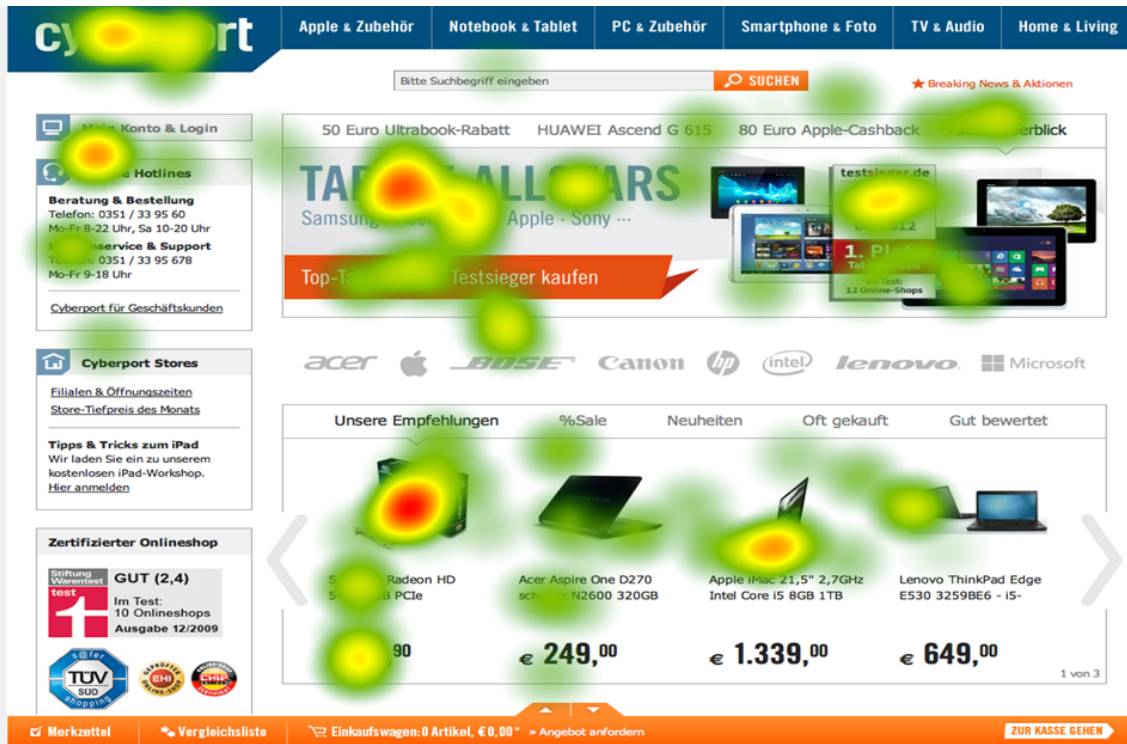 Apple & Zubehör
Notebook & Tablet
PC & Zubehör
Smartphone & Foto
TV & Audio
Home & Living
Bitte Suchbegriff eingeben
SUCHEN
Breaking News & Aktionen
Konto & Login
Hotlines
Beratung & Bestellung
Telefon: 0351 / 33 95 60
Mo-Fr 8-22 Uhr, Sa 10-20 Uhr
& Support
0351 / 33 95 678
Mo-Fr 9-18 Uhr
Cyberport für Geschäftskunden
Cyberport Stores
Filialen & Öffnungszeiten
Store-Tiefpreis des Monats
Tipps & Tricks zum iPad
Wir laden Sie ein zu unserem
kostenlosen iPad-Workshop.
Hier anmelden
Zertifizierter Onlineshop
Stiftung
Warentest
test
1
GUT (2,4)
Im Test:
10 Onlineshops
Ausgabe 12/2009
s@fer
TÜV
SÜD
shopping
GEPRÜFTER
EHI
ONLINE-SHOP
CHIP
50 Euro Ultrabook-Rabatt
HUAWEI Ascend G 615
80 Euro Apple-Cashback
Samsung
Apple · Sony ···
Testsieger kaufen
testsieger.de
1.
12 Online-Shops
acer
BOSE
Canon
hp
intel
lenovo
Microsoft
Unsere Empfehlungen
%Sale
Neuheiten
Oft gekauft
Gut bewertet
Radeon HD
PCIe
90
Acer Aspire One D270
schwarz N2600 320GB
€ 249,00
Apple iMac 21,5" 2,7GHz
Intel Core i5 8GB 1TB
€ 1.339,00
Lenovo ThinkPad Edge
E530 3259BE6 - i5-
€ 649,00
1 von 3
Merkzettel
Vergleichsliste
Einkaufswagen: 0 Artikel, € 0,00*
» Angebot anfordern
ZUR KASSE GEHEN